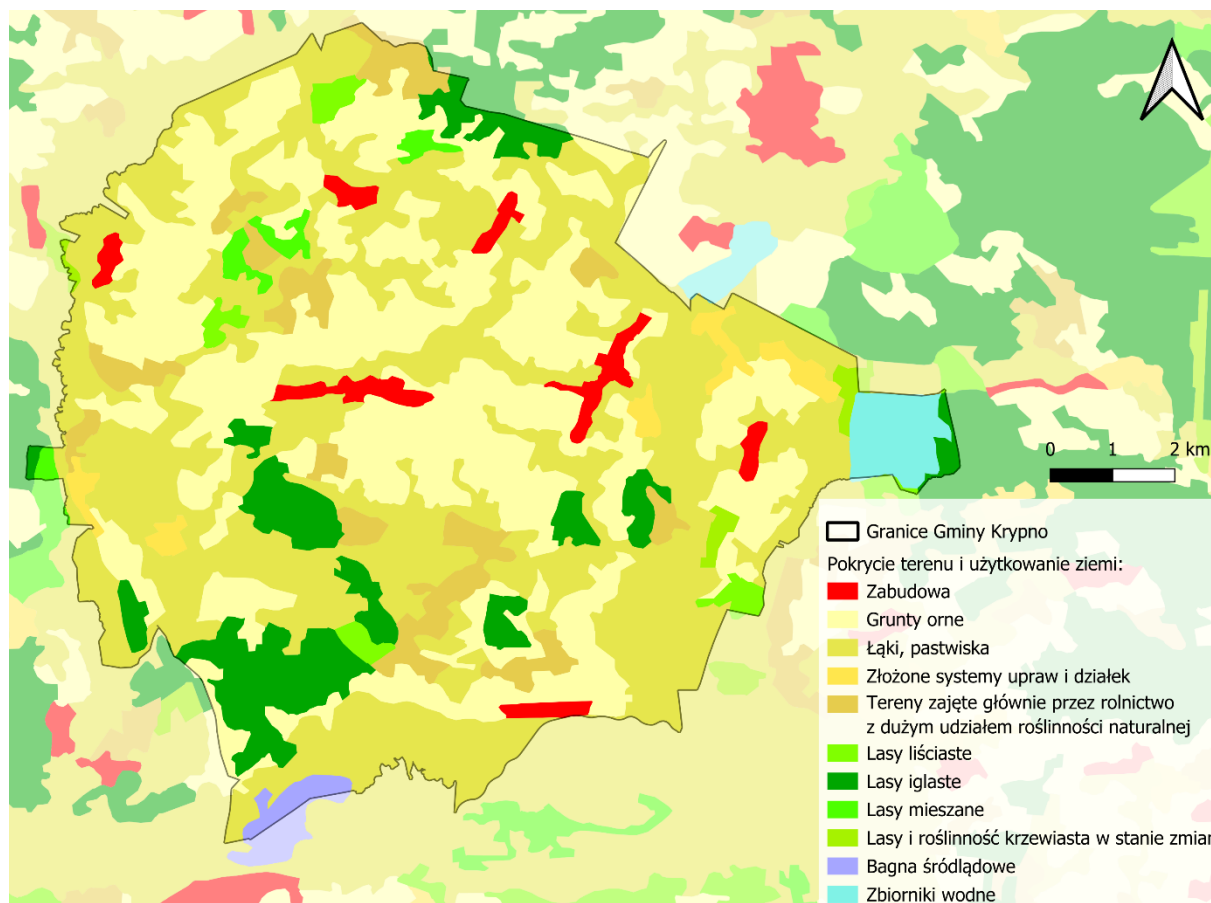 0 1 2 km
Granice Gminy Krypno
Pokrycie terenu i użytkowanie ziemi:
Zabudowa
Grunty orne
Łąki, pastwiska
Złożone systemy upraw i działek
Tereny zajęte głównie przez rolnictwo
z dużym udziałem roślinności naturalnej
Lasy liściaste
Lasy iglaste
Lasy mieszane
Lasy i roślinność krzewiasta w stanie zmian
Bagna śródlądowe
Zbiorniki wodne